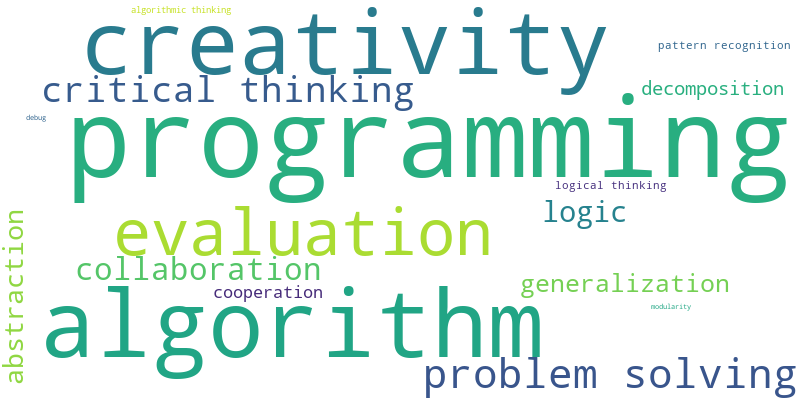 algorithmic thinking
creativity
pattern recognition
critical thinking
decomposition
debug
programming
logical thinking
logic
evaluation
abstraction
collaboration
generalization
cooperation
modularity
algorithm
problem solving